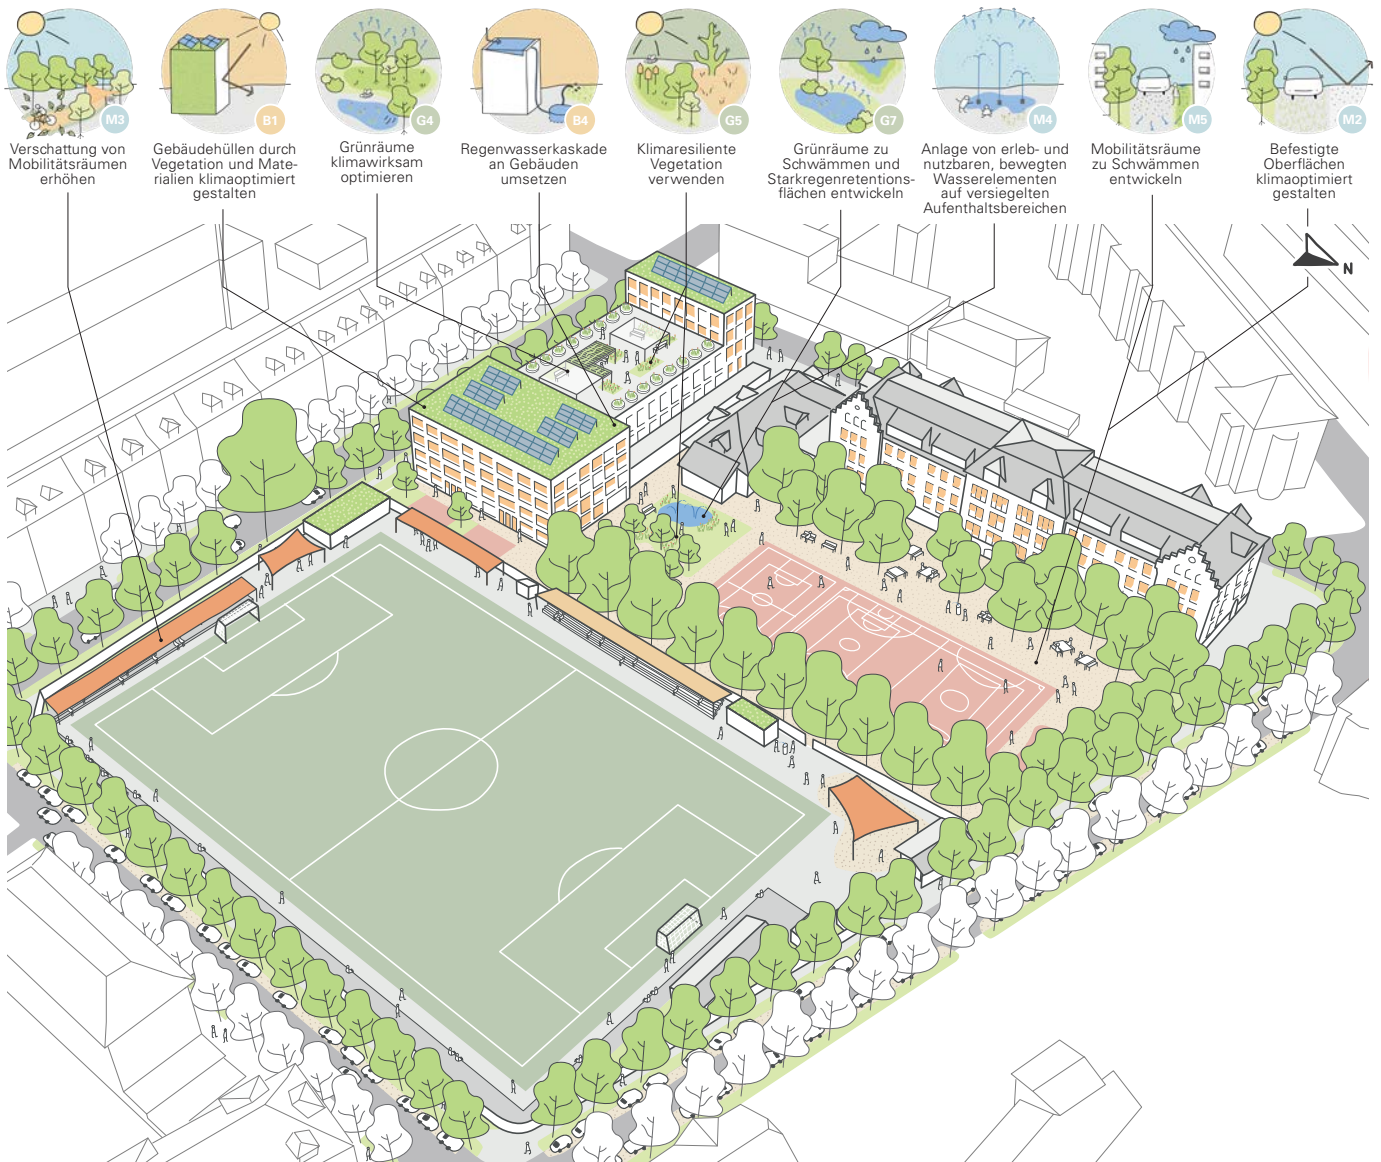 M3
Verschattung von
Mobilitätsräumen
erhöhen
B1
Gebäudehüllen durch
Vegetation und Mate-
rialien klimaoptimiert
gestalten
G4
Grünräume
klimawirksam
optimieren
B4
Regenwasserkaskade
an Gebäuden
umsetzen
G5
Klimaresiliente
Vegetation
verwenden
G7
Grünräume zu
Schwämmen und
Starkregenretentions-
flächen entwickeln
M4
Anlage von erleb- und
nutzbaren, bewegten
Wasserelementen
auf versiegelten
Aufenthaltsbereichen
M5
Mobilitätsräume
zu Schwämmen
entwickeln
M2
Befestigte
Oberflächen
klimaoptimiert
gestalten
N